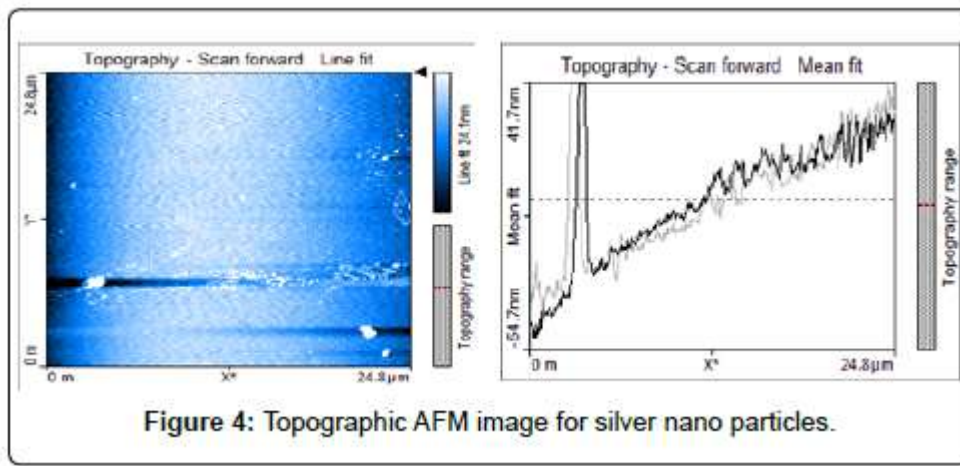 Topography - Scan forward Line fit
24.8µm
Y*
0 m
0 m X* 24.8µm
Line fit 24.1nm
Topography range
Topography - Scan forward Mean fit
41.7nm
Mean fit
-54.7nm
0 m X* 24.8µm
Topography range
Figure 4: Topographic AFM image for silver nano particles.